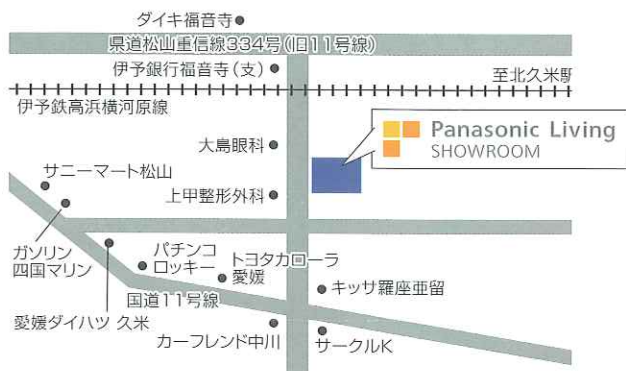 ダイキ福音寺
県道松山重信線334号(旧11号線)
伊予銀行福音寺(支)
至北久米駅
伊予鉄高浜横河原線
大島眼科
Panasonic Living
SHOWROOM
サニーマート松山
上甲整形外科
ガソリン
四国マリン
パチンコ
ロッキー
トヨタカローラ
愛媛
キッサ羅座亜留
国道11号線
愛媛ダイハツ 久米
カーフレンド中川
サークルK